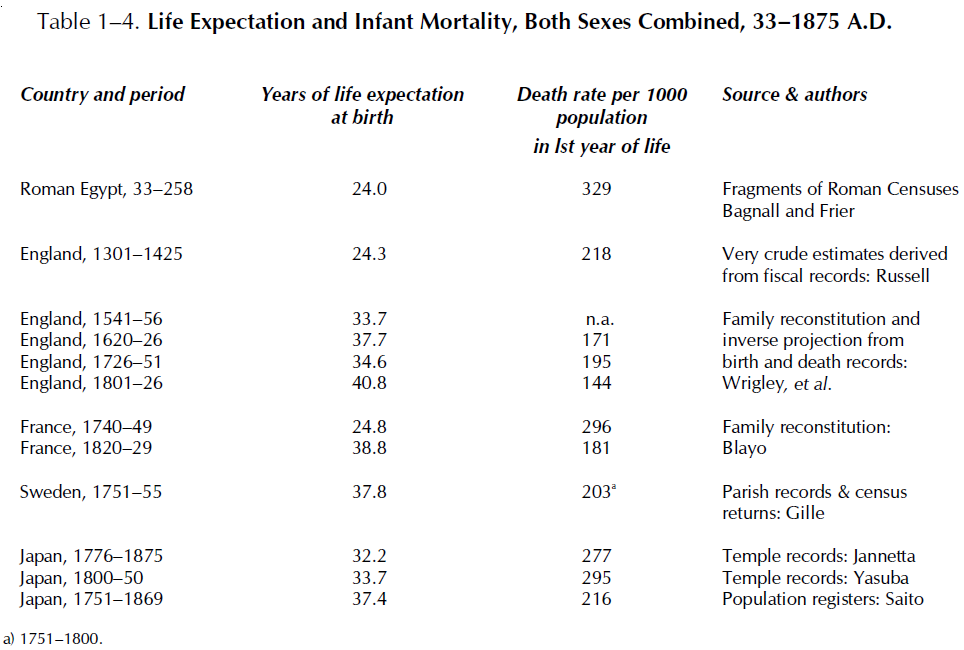 Table 1–4. Life Expectation and Infant Mortality, Both Sexes Combined, 33–1875 A.D.
Country and period Years of life expectation Death rate per 1000 Source & authors
at birth population
in lst year of life
Roman Egypt, 33–258 24.0 329 Fragments of Roman Censuses
Bagnall and Frier
England, 1301–1425 24.3 218 Very crude estimates derived
from fiscal records: Russell
England, 1541–56 33.7 n.a. Family reconstitution and
England, 1620–26 37.7 171 inverse projection from
England, 1726–51 34.6 195 birth and death records:
England, 1801–26 40.8 144 Wrigley, et al.
France, 1740–49 24.8 296 Family reconstitution:
France, 1820–29 38.8 181 Blayo
Sweden, 1751–55 37.8 203a Parish records & census
returns: Gille
Japan, 1776–1875 32.2 277 Temple records: Jannetta
Japan, 1800–50 33.7 295 Temple records: Yasuba
Japan, 1751–1869 37.4 216 Population registers: Saito
a) 1751–1800.